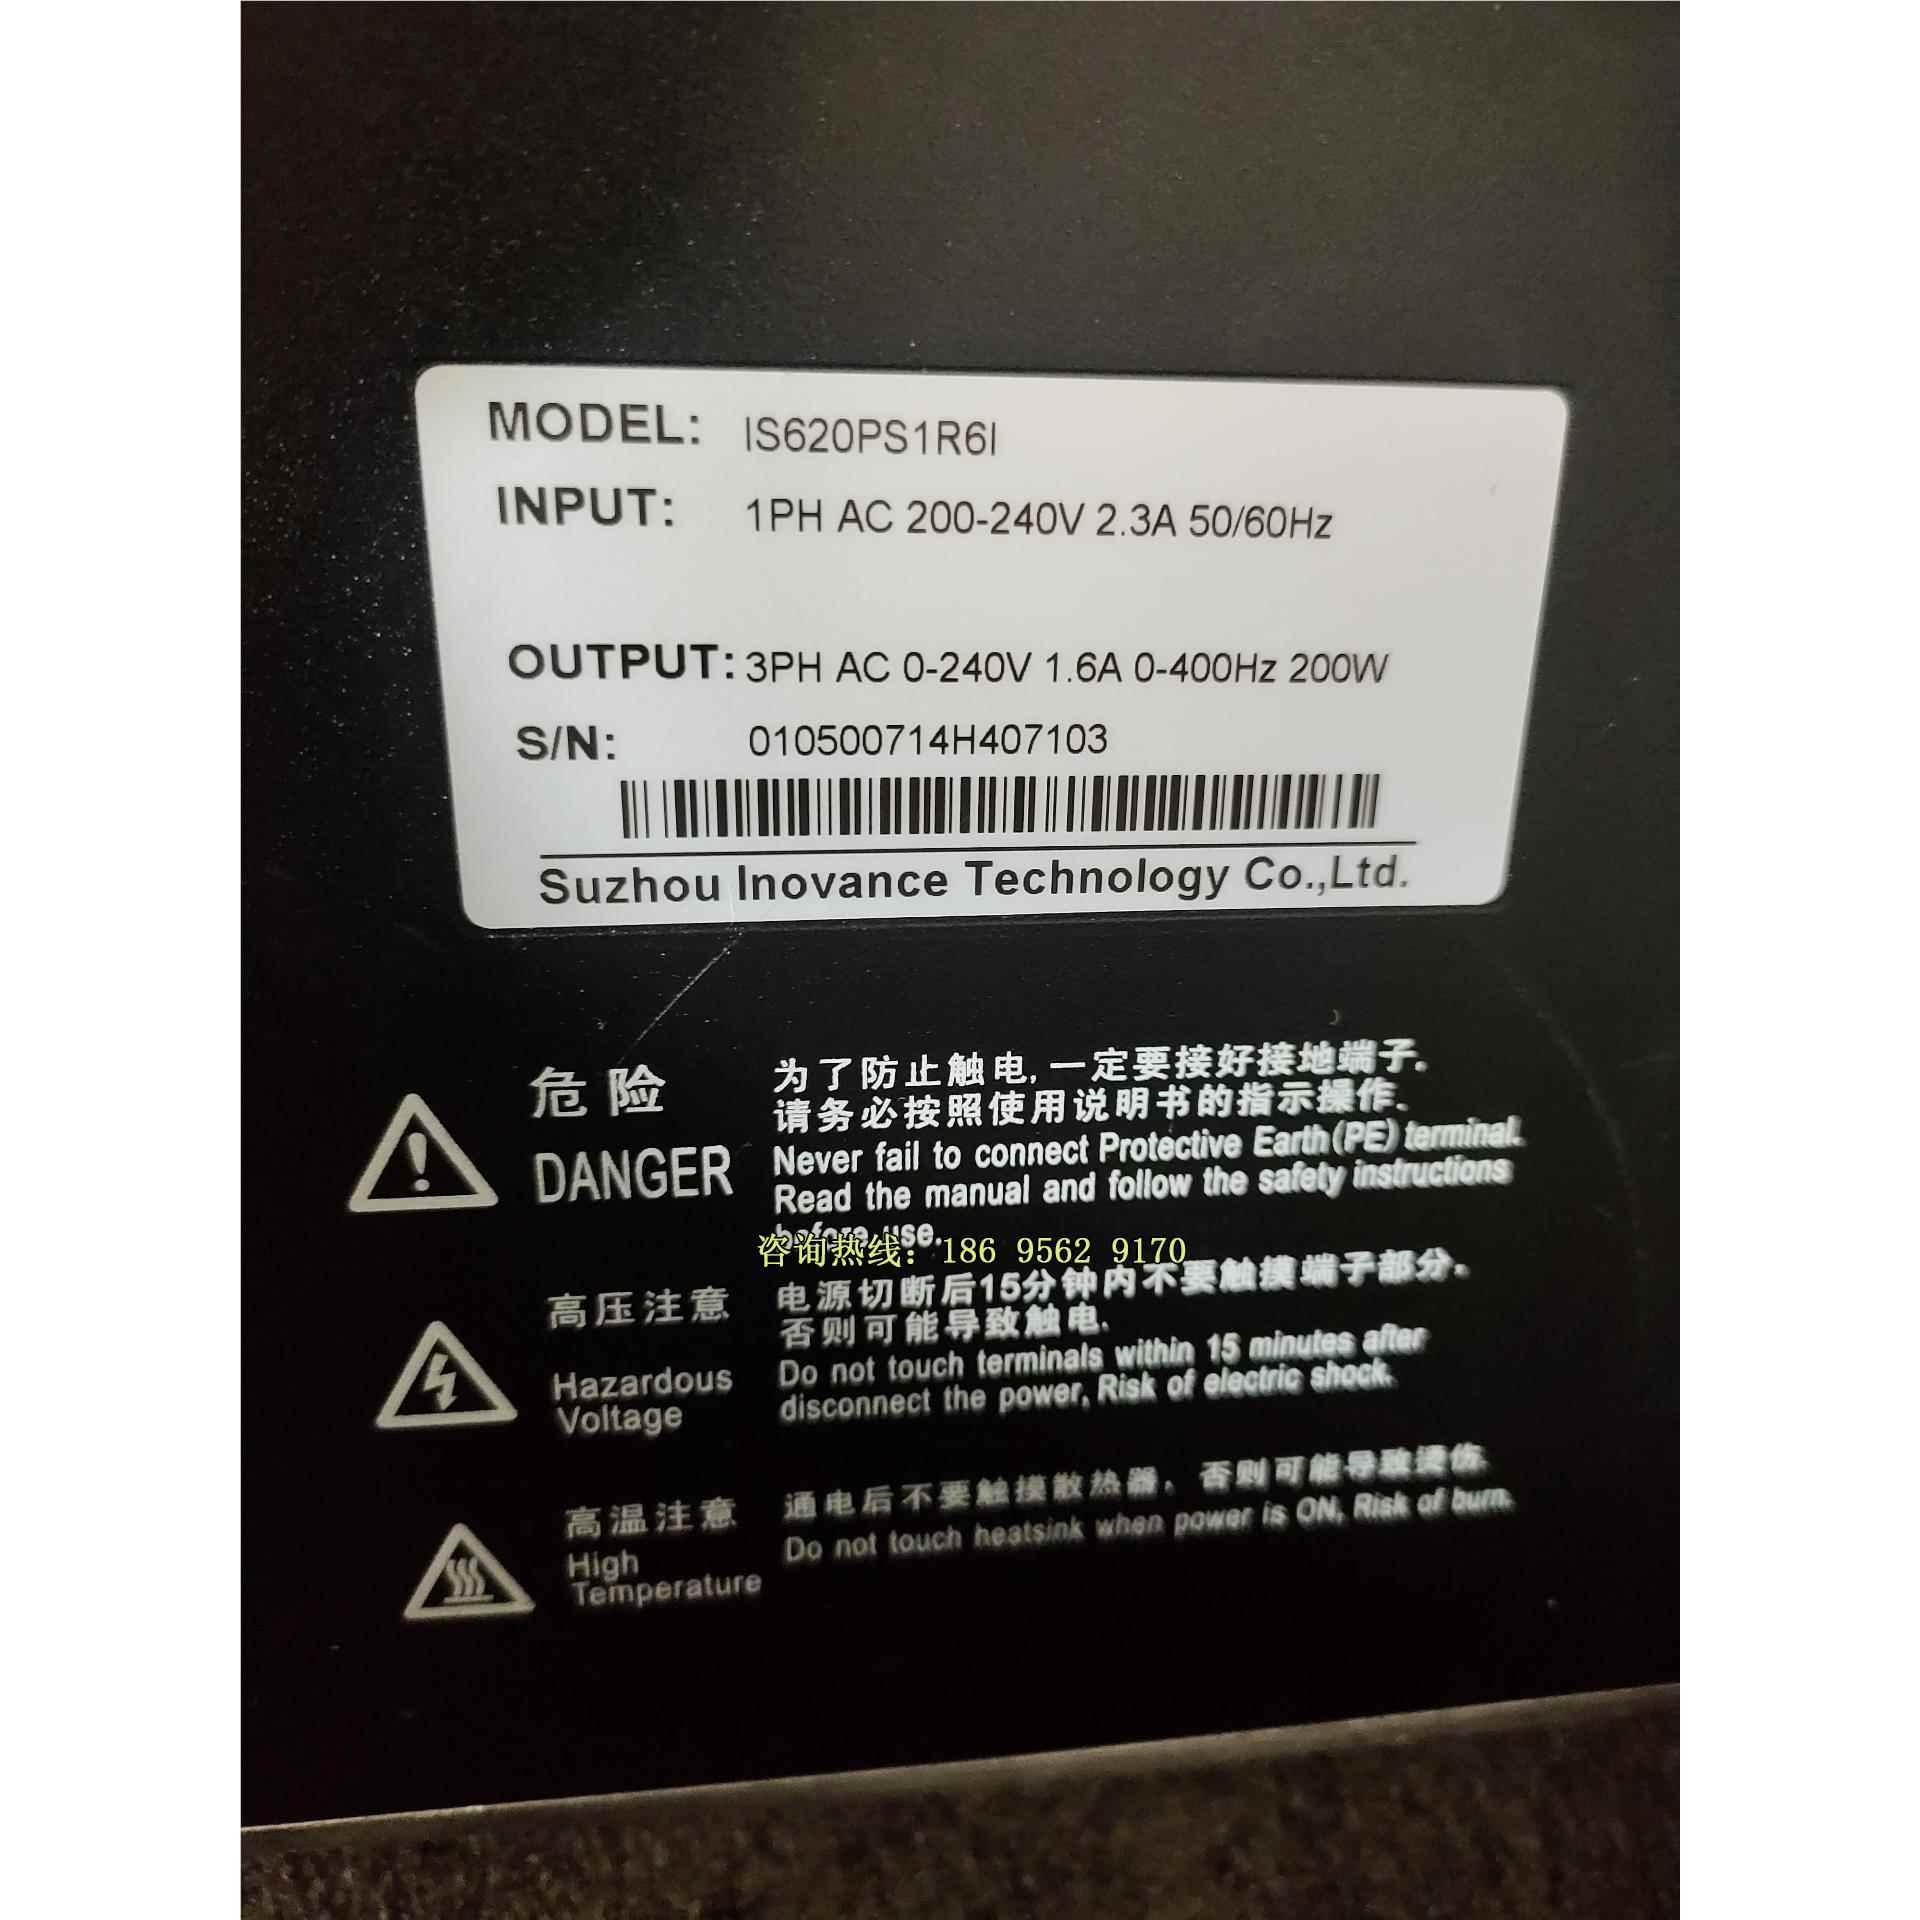 MODEL: IS620PS1R6I
INPUT: 1PH AC 200-240V 2.3A 50/60Hz
OUTPUT: 3PH AC 0-240V 1.6A 0-400Hz 200W
S/N: 010500714H407103
Suzhou Inovance Technology Co.,Ltd.
危险
DANGER
为了防止触电,一定要接好接地端子.
请务必按照使用说明书的指示操作.
Never fail to connect Protective Earth(PE) terminal.
Read the manual and follow the safety instructions
before use.
咨询热线：186 9562 9170
高压注意
Hazardous
Voltage
电源切断后15分钟内不要触摸端子部分.
否则可能导致触电.
Do not touch terminals within 15 minutes after
disconnect the power, Risk of electric shock.
高温注意
High
Temperature
通电后不要触摸散热器，否则可能导致烫伤.
Do not touch heatsink when power is ON, Risk of burn.